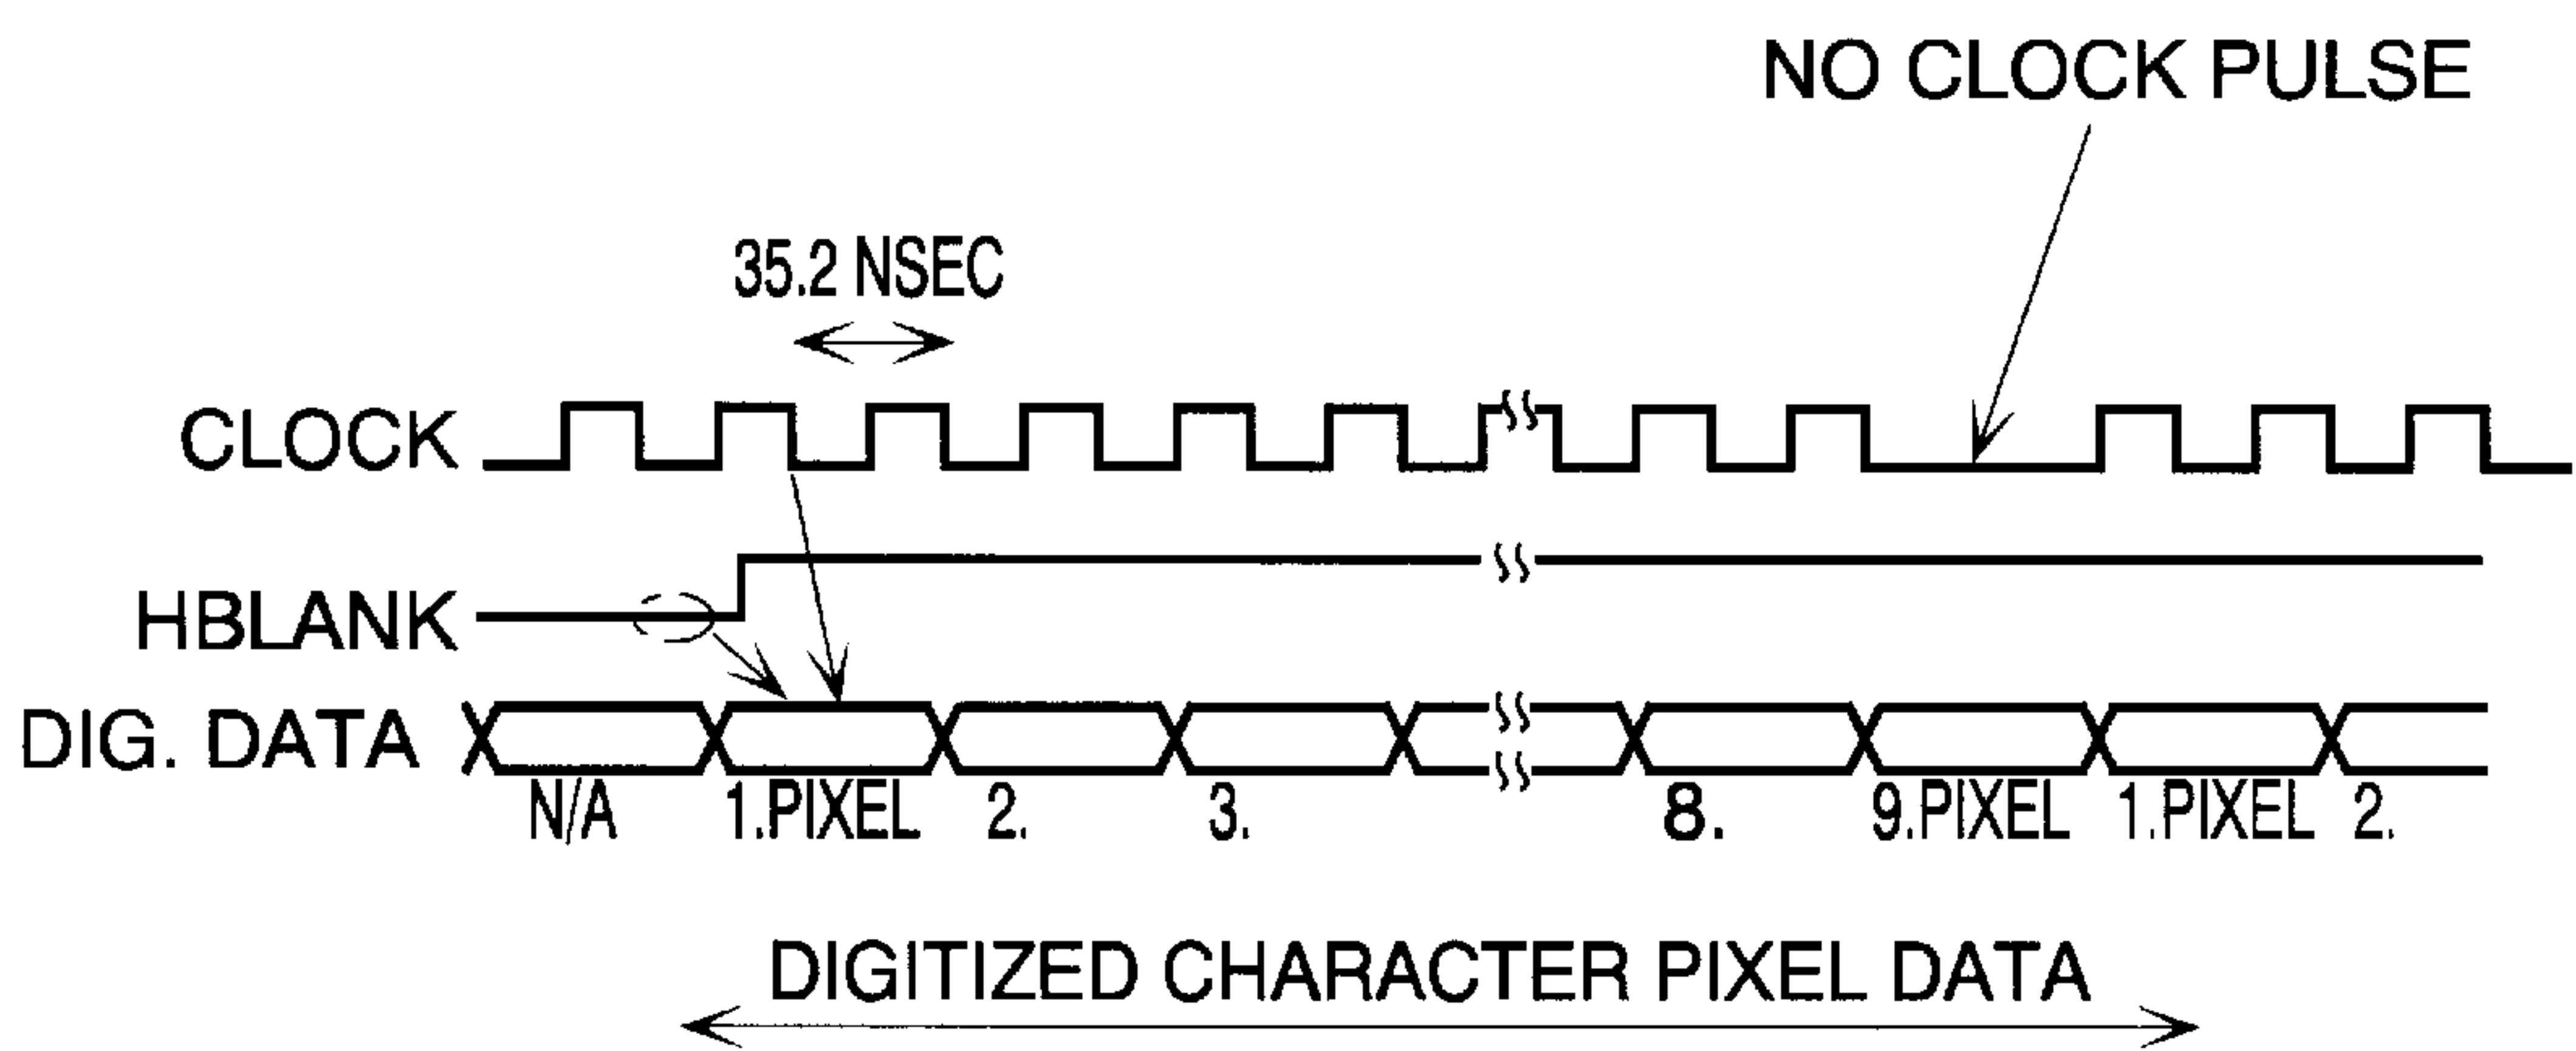 NO CLOCK PULSE
35.2 NSEC
CLOCK
HBLANK
DIG. DATA
N/A 1.PIXEL 2. 3. 8. 9.PIXEL 1.PIXEL 2.
DIGITIZED CHARACTER PIXEL DATA